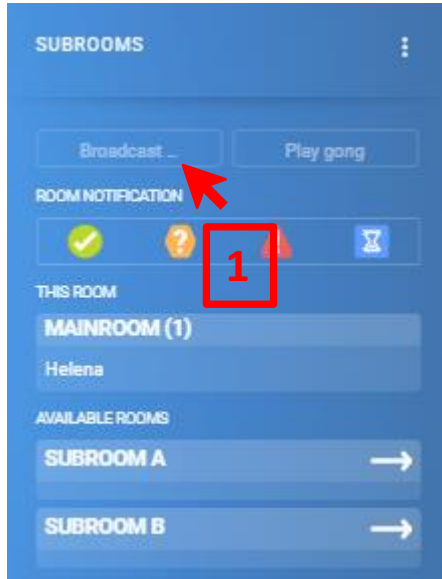 SUBROOMS
Broadcast ... Play gong
ROOM NOTIFICATION
?
1
THIS ROOM
MAINROOM (1)
Helena
AVAILABLE ROOMS
SUBROOM A
SUBROOM B